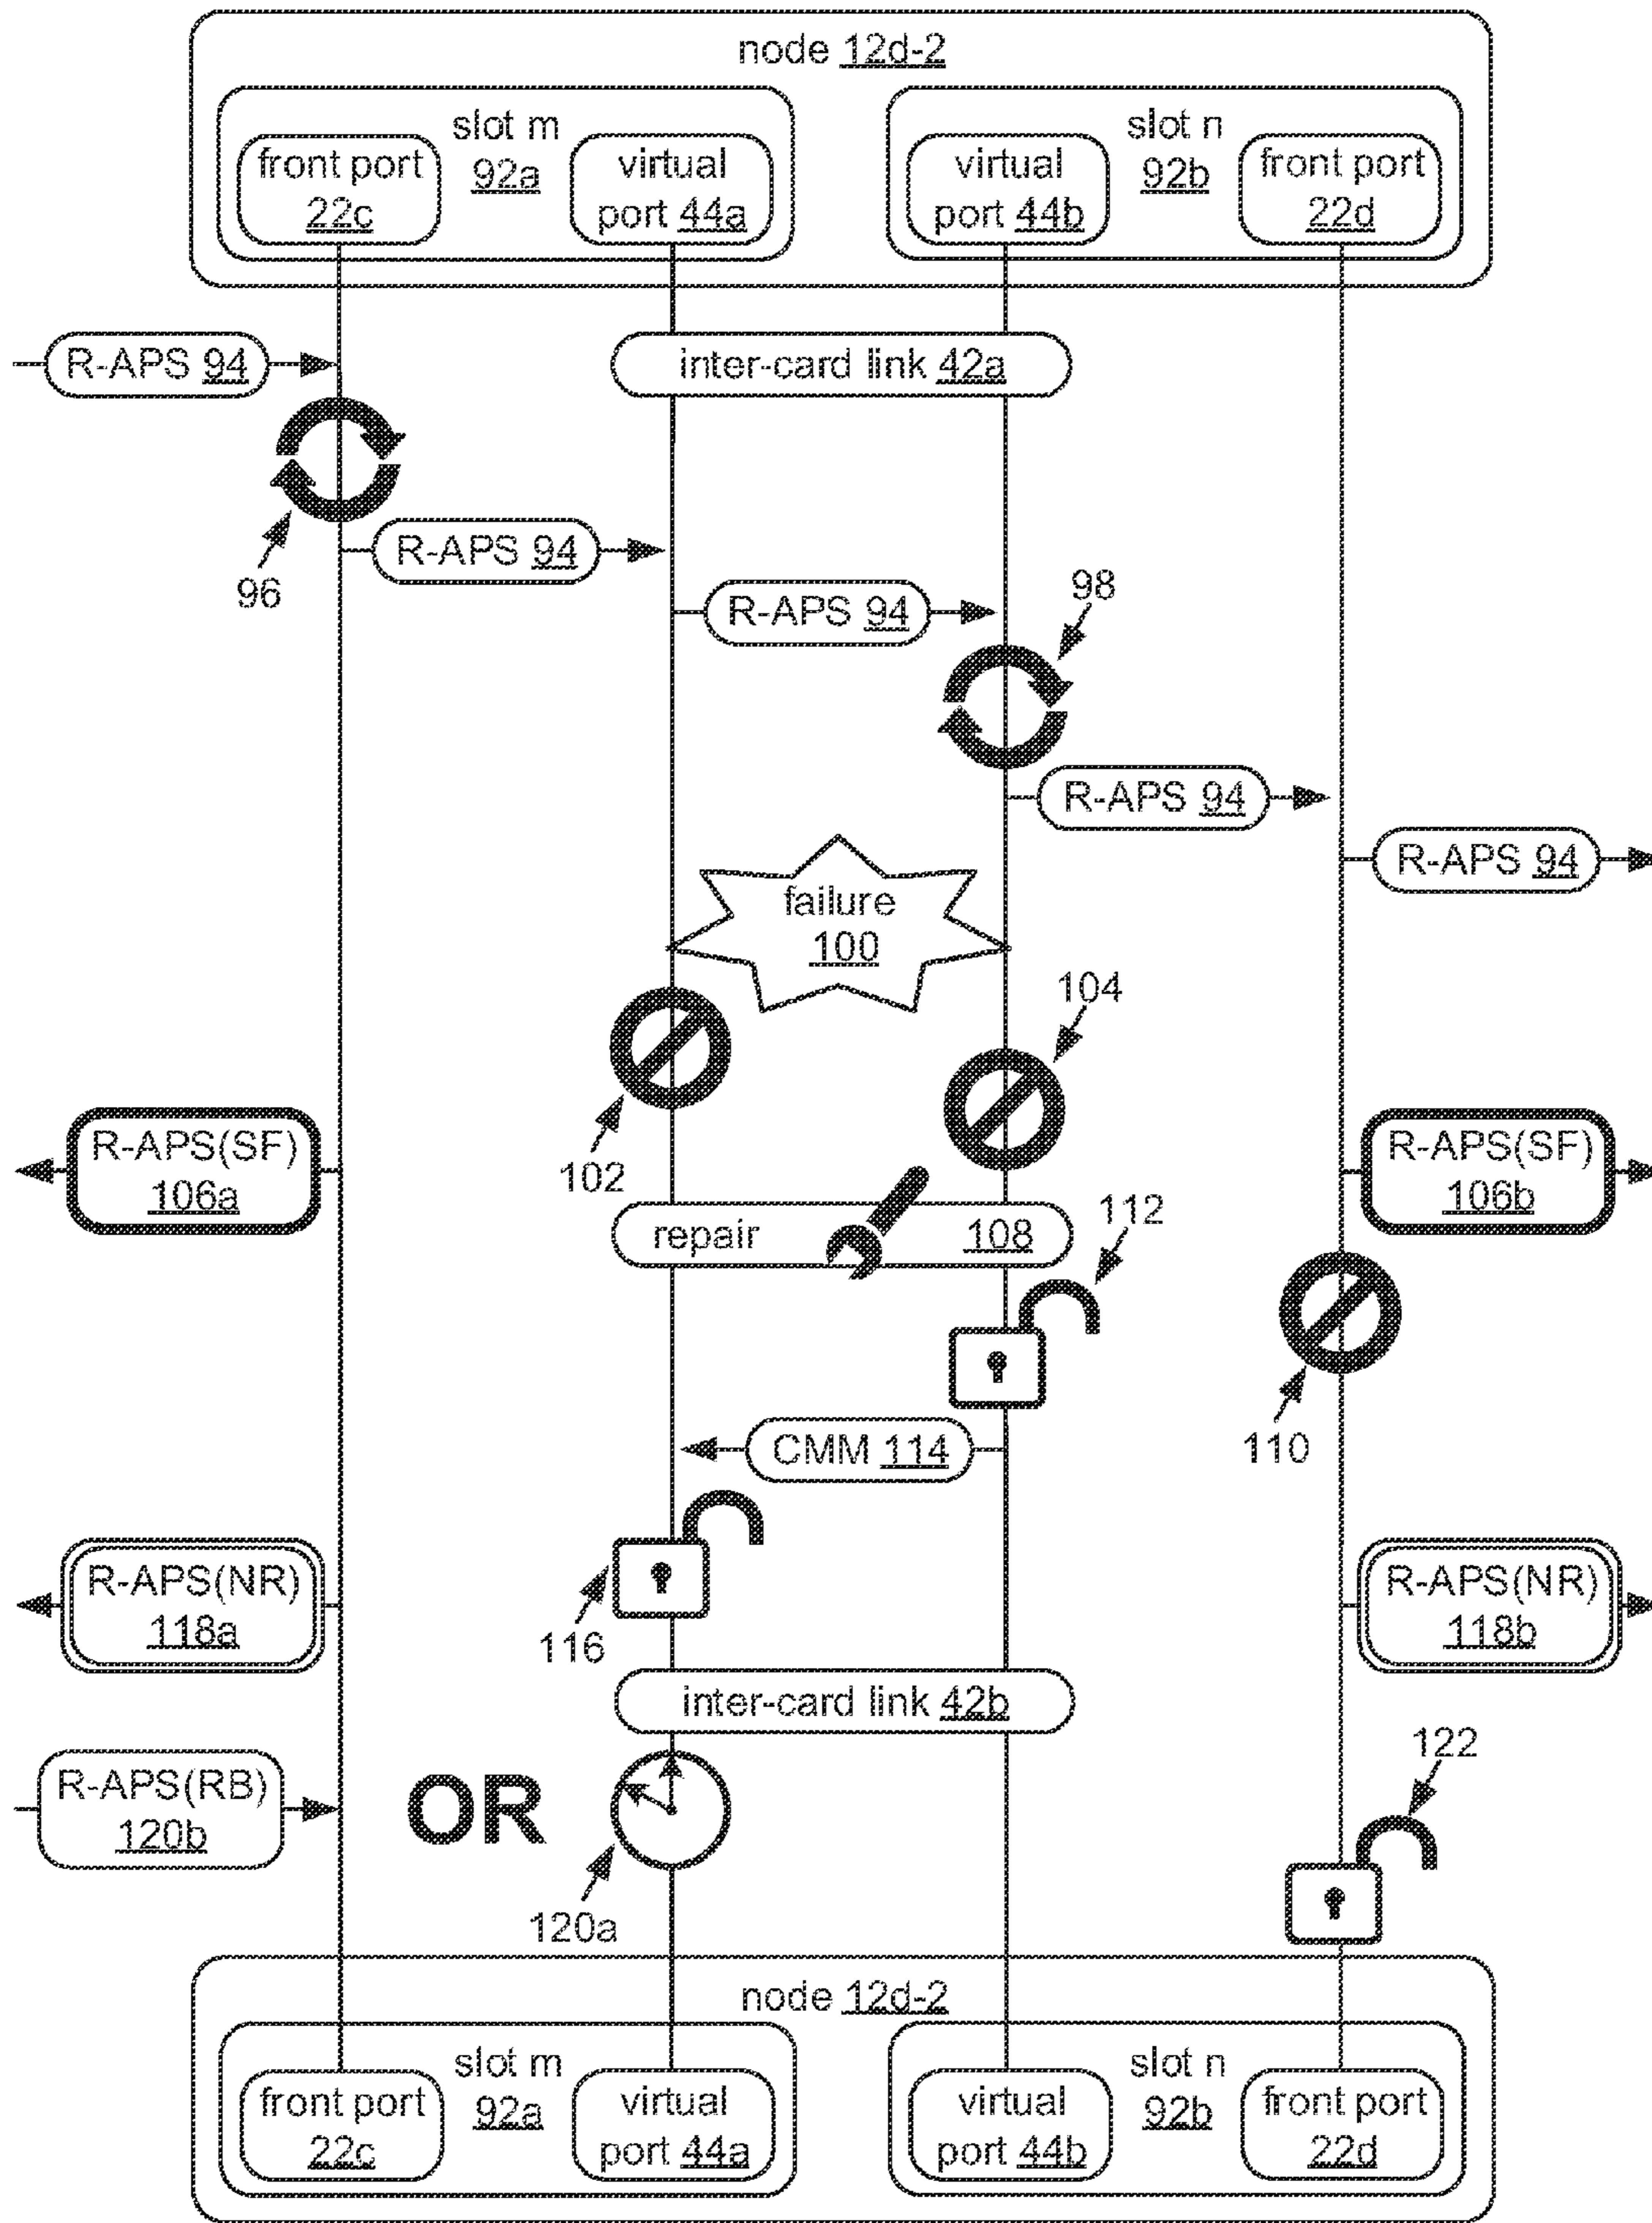 node 12d-2
slot m
92a
front port
22c
virtual
port 44a
slot n
92b
virtual
port 44b
front port
22d
R-APS 94
inter-card link 42a
96
R-APS 94
R-APS 94
98
R-APS 94
R-APS 94
failure
100
102
104
R-APS(SF)
106a
R-APS(SF)
106b
repair 108
112
110
CMM 114
116
R-APS(NR)
118a
R-APS(NR)
118b
inter-card link 42b
R-APS(RB)
120b
OR
120a
122
node 12d-2
slot m
92a
front port
22c
virtual
port 44a
slot n
92b
virtual
port 44b
front port
22d